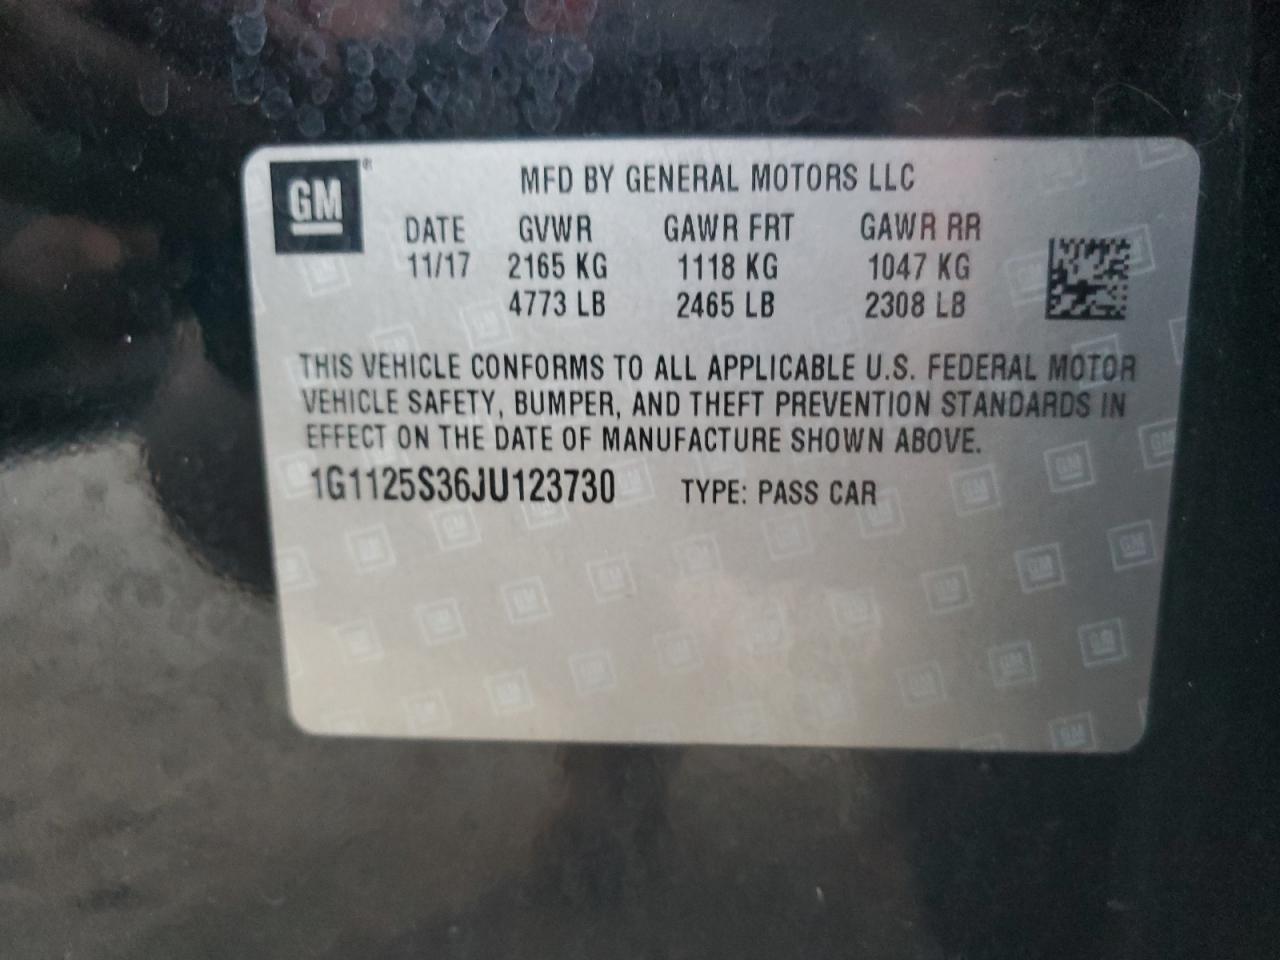 GM ®
MFD BY GENERAL MOTORS LLC
DATE GVWR GAWR FRT GAWR RR
11/17 2165 KG 1118 KG 1047 KG
4773 LB 2465 LB 2308 LB
THIS VEHICLE CONFORMS TO ALL APPLICABLE U.S. FEDERAL MOTOR
VEHICLE SAFETY, BUMPER, AND THEFT PREVENTION STANDARDS IN
EFFECT ON THE DATE OF MANUFACTURE SHOWN ABOVE.
1G1125S36JU123730 TYPE: PASS CAR